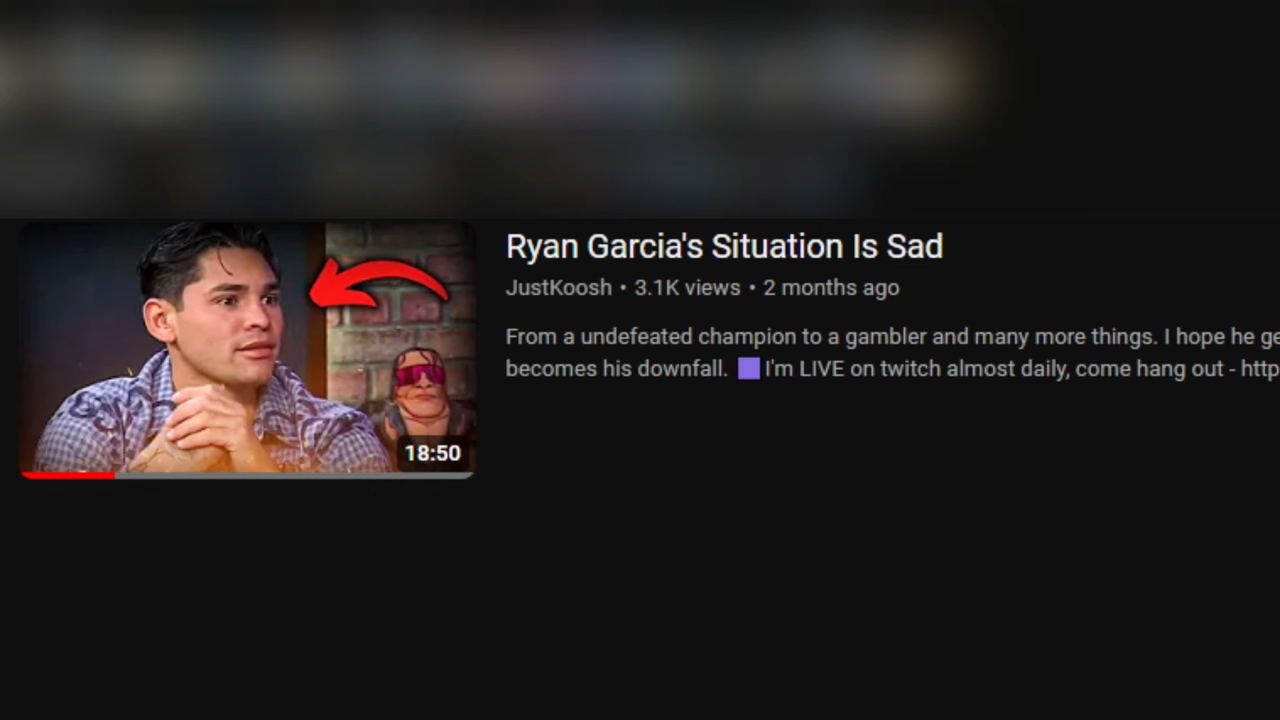 Ryan Garcia's Situation Is Sad
JustKoosh • 3.1K views • 2 months ago
From a undefeated champion to a gambler and many more things. I hope he ge
becomes his downfall. 🟪I'm LIVE on twitch almost daily, come hang out - http
18:50